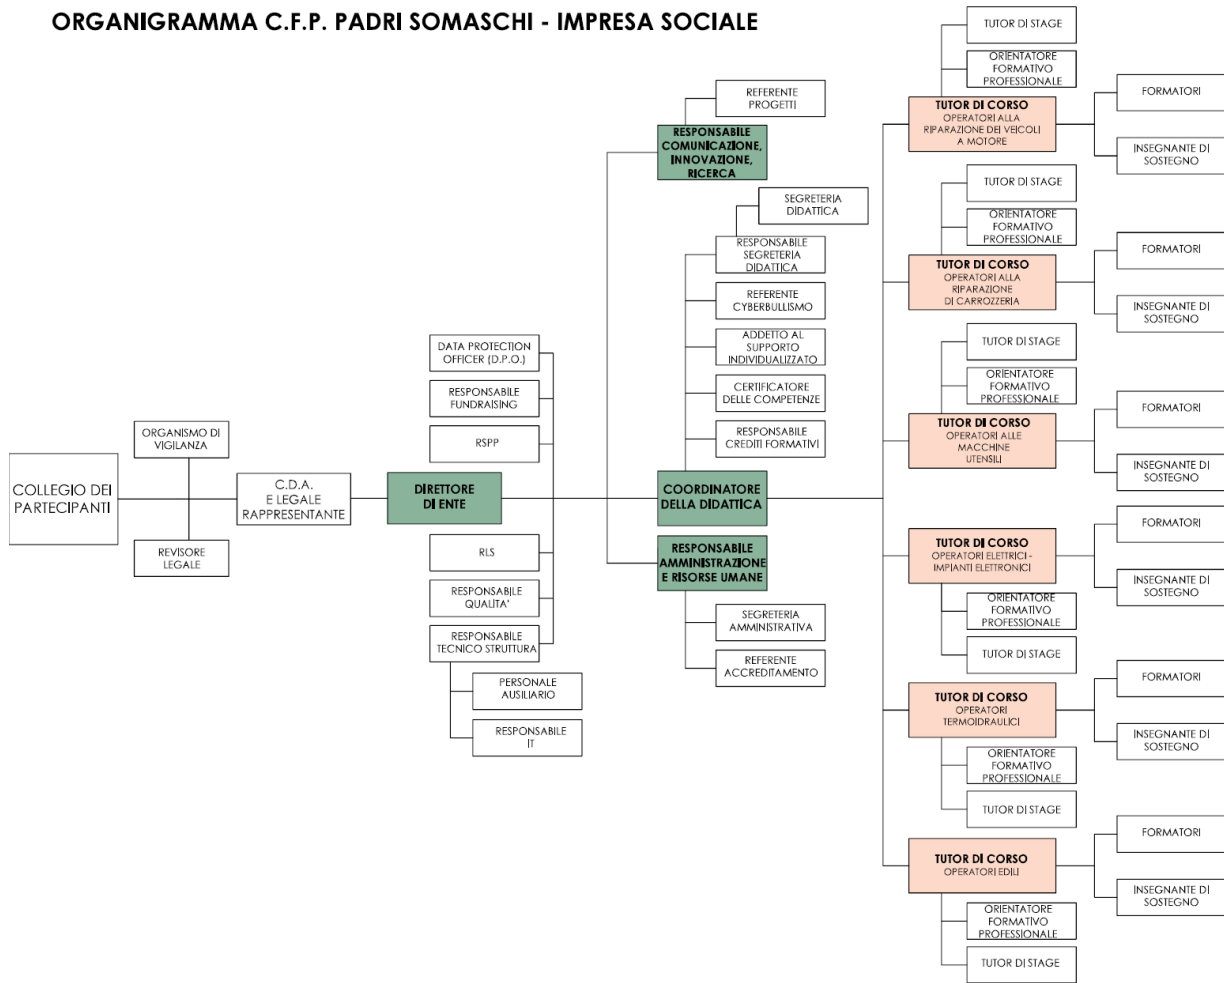 ORGANIGRAMMA C.F.P. PADRI SOMASCHI - IMPRESA SOCIALE
COLLEGIO DEI
PARTECIPANTI
ORGANISMO DI
VIGILANZA
REVISORE
LEGALE
C.D.A.
E LEGALE
RAPPRESENTANTE
DIRETTORE
DI ENTE
DATA PROTECTION
OFFICER (D.P.O.)
RESPONSABILE
FUNDRAISING
RSPP
RLS
RESPONSABILE
QUALITA'
RESPONSABILE
TECNICO STRUTTURA
PERSONALE
AUSILIARIO
RESPONSABILE
IT
REFERENTE
PROGETTI
RESPONSABILE
COMUNICAZIONE,
INNOVAZIONE,
RICERCA
SEGRETERIA
DIDATTICA
RESPONSABILE
SEGRETERIA
DIDATTICA
REFERENTE
CYBERBULLISMO
ADDETTO AL
SUPPORTO
INDIVIDUALIZZATO
CERTIFICATORE
DELLE COMPETENZE
RESPONSABILE
CREDITI FORMATIVI
COORDINATORE
DELLA DIDATTICA
RESPONSABILE
AMMINISTRAZIONE
E RISORSE UMANE
SEGRETERIA
AMMINISTRATIVA
REFERENTE
ACCREDITAMENTO
TUTOR DI STAGE
ORIENTATORE
FORMATIVO
PROFESSIONALE
TUTOR DI CORSO
OPERATORI ALLA
RIPARAZIONE DEI VEICOLI
A MOTORE
FORMATORI
INSEGNANTE DI
SOSTEGNO
TUTOR DI STAGE
ORIENTATORE
FORMATIVO
PROFESSIONALE
TUTOR DI CORSO
OPERATORI ALLA
RIPARAZIONE
DI CARROZZERIA
FORMATORI
INSEGNANTE DI
SOSTEGNO
TUTOR DI STAGE
ORIENTATORE
FORMATIVO
PROFESSIONALE
TUTOR DI CORSO
OPERATORI ALLE
MACCHINE
UTENSILI
FORMATORI
INSEGNANTE DI
SOSTEGNO
TUTOR DI CORSO
OPERATORI ELETTRICI -
IMPIANTI ELETTRONICI
FORMATORI
INSEGNANTE DI
SOSTEGNO
ORIENTATORE
FORMATIVO
PROFESSIONALE
TUTOR DI STAGE
TUTOR DI CORSO
OPERATORI
TERMOIDRAULICI
FORMATORI
INSEGNANTE DI
SOSTEGNO
ORIENTATORE
FORMATIVO
PROFESSIONALE
TUTOR DI STAGE
TUTOR DI CORSO
OPERATORI EDILI
FORMATORI
INSEGNANTE DI
SOSTEGNO
ORIENTATORE
FORMATIVO
PROFESSIONALE
TUTOR DI STAGE